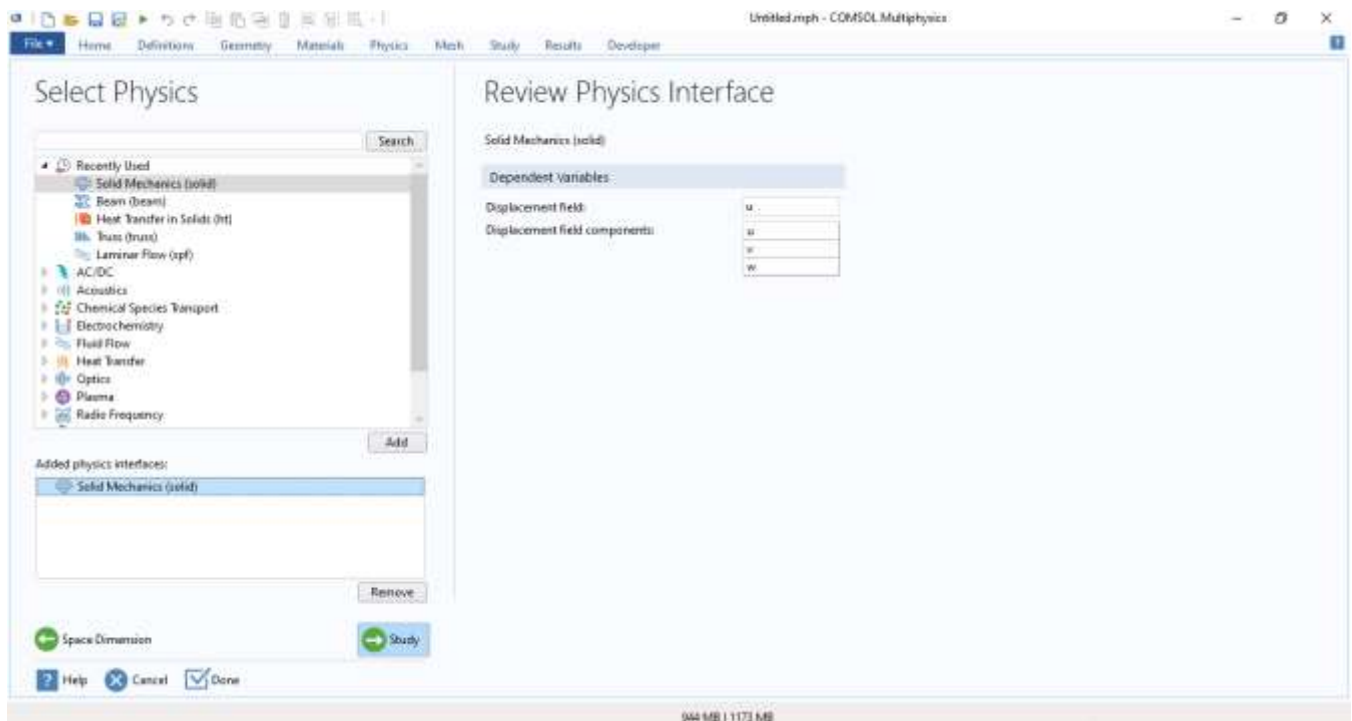 Untitled.mph - COMSOL Multiphysics
File Home Definitions Geometry Materials Physics Mesh Study Results Developer
Select Physics
Review Physics Interface
Search
Solid Mechanics (solid)
Recently Used
Solid Mechanics (solid)
Dependent Variables
Beam (beam)
Heat Transfer in Solids (ht)
Displacement field: u
Truss (truss)
Displacement field components: u
Laminar Flow (spf)
v
AC/DC
w
Acoustics
Chemical Species Transport
Electrochemistry
Fluid Flow
Heat Transfer
Optics
Plasma
Radio Frequency
Add
Added physics interfaces:
Solid Mechanics (solid)
Remove
Space Dimension
Study
Help Cancel Done
944 MB | 1173 MB